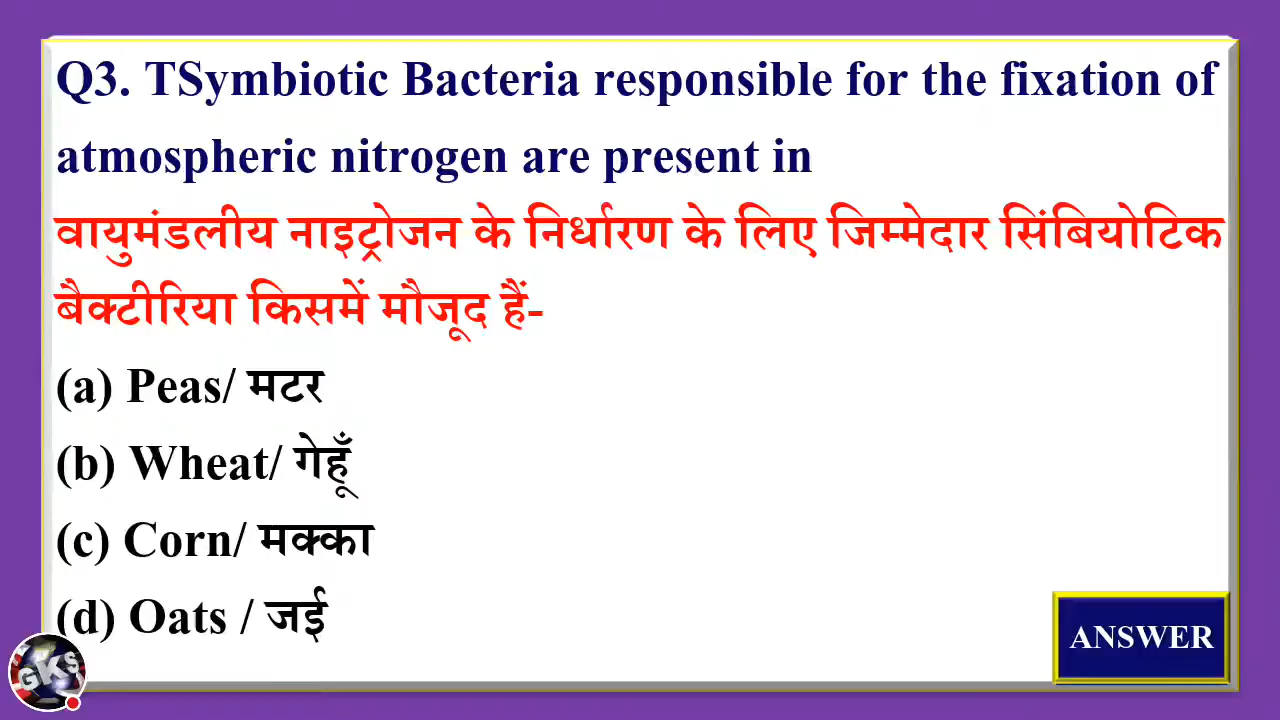 Q3. TSymbiotic Bacteria responsible for the fixation of
atmospheric nitrogen are present in
वायुमंडलीय नाइट्रोजन के निर्धारण के लिए जिम्मेदार सिंबियोटिक
बैक्टीरिया किसमें मौजूद हैं-
(a) Peas/ मटर
(b) Wheat/ गेहूँ
(c) Corn/ मक्का
(d) Oats / जई
ANSWER
GKS